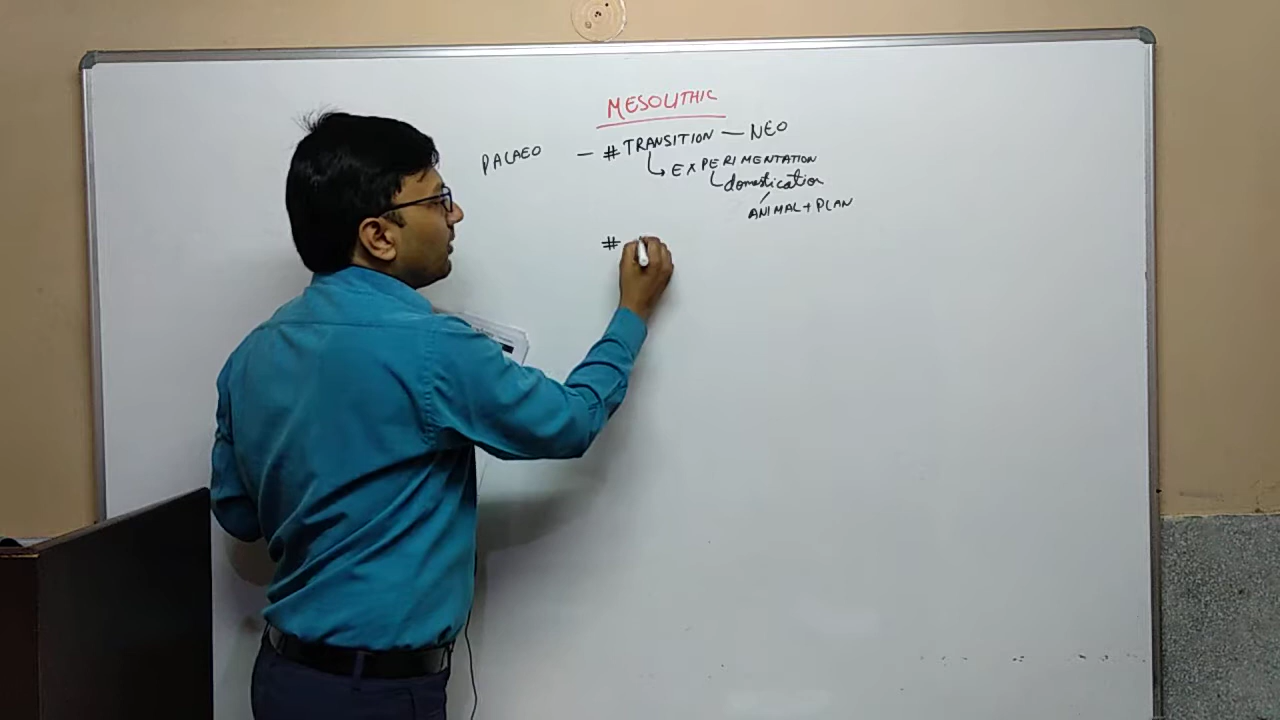 MESOLITHIC
PALAEO - # TRANSITION - NEO
↳ EXPERIMENTATION
domestication
ANIMAL + PLAN
#